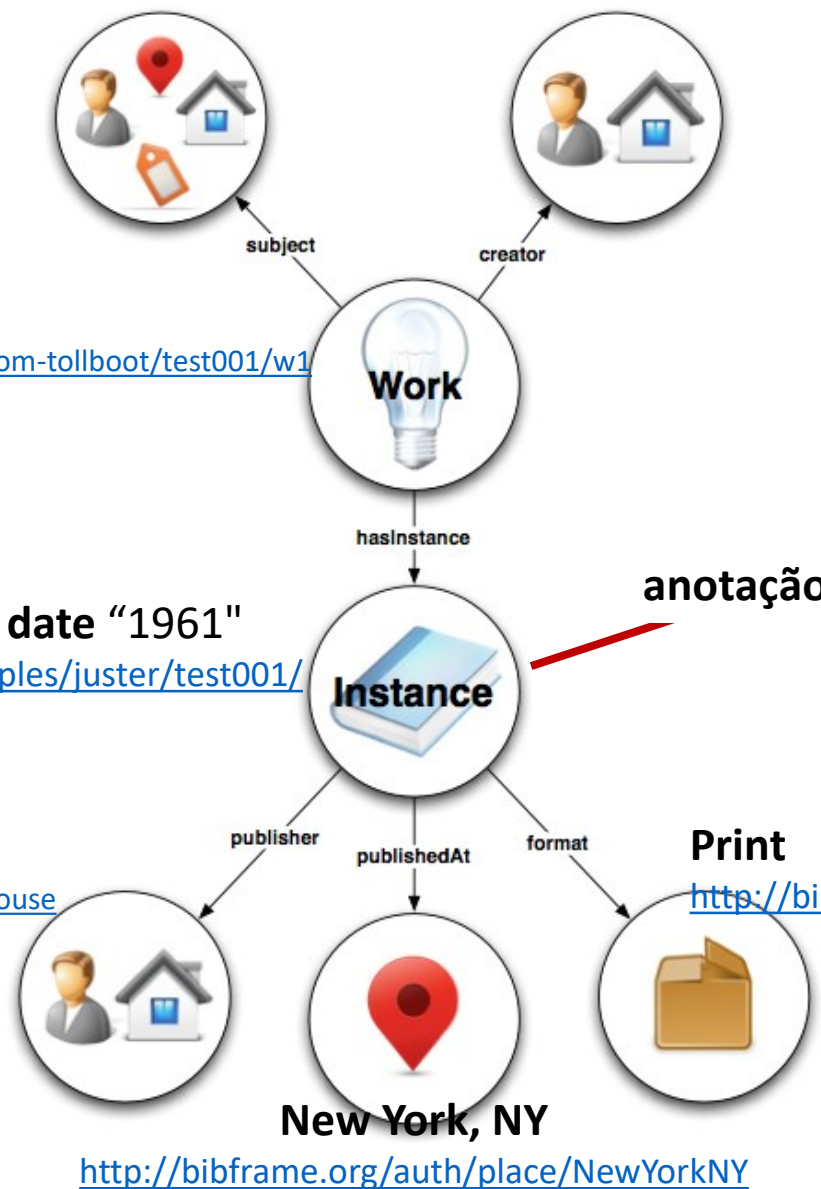 subject
creator
om-tollboot/test001/w1
Work
hasInstance
anotação
date “1961"
ples/juster/test001/
Instance
publisher
publishedAt
format
Print
ouse
http://bi
New York, NY
http://bibframe.org/auth/place/NewYorkNY